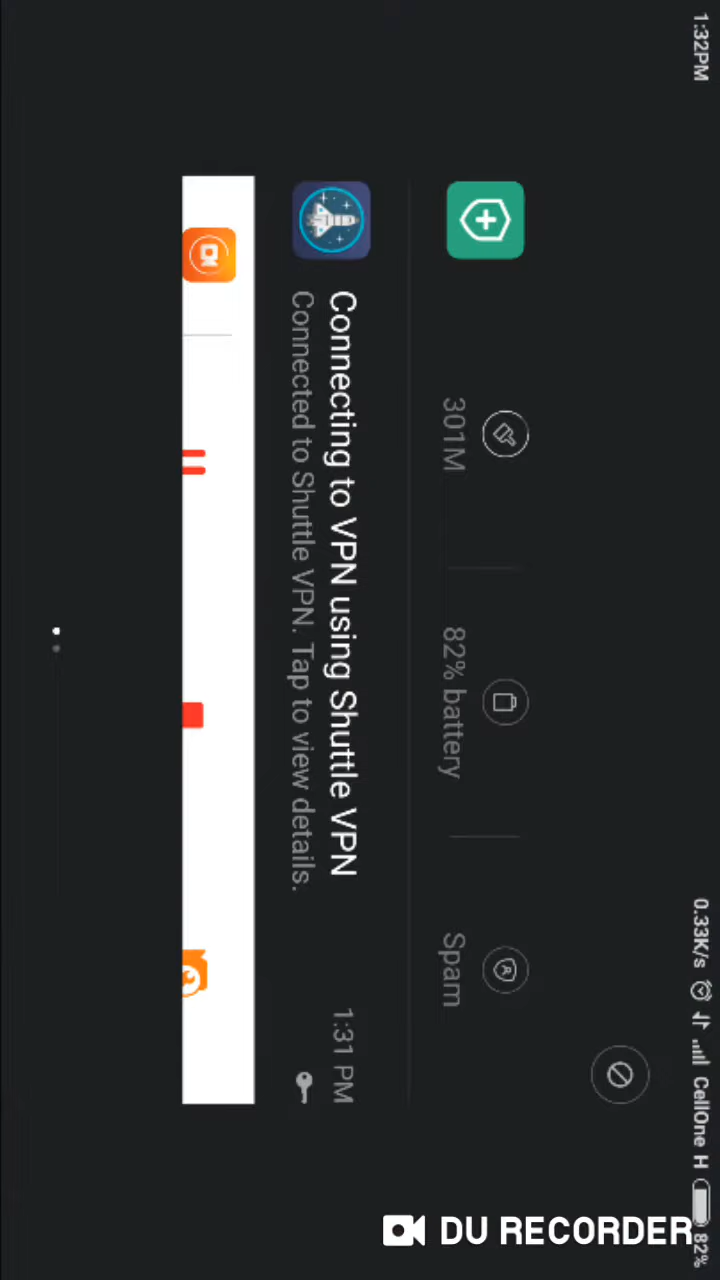 1:32PM
0.33K/s
CellOne H
82%
301M
82% battery
Spam
Connecting to VPN using Shuttle VPN
1:31 PM
Connected to Shuttle VPN. Tap to view details.
DU RECORDER